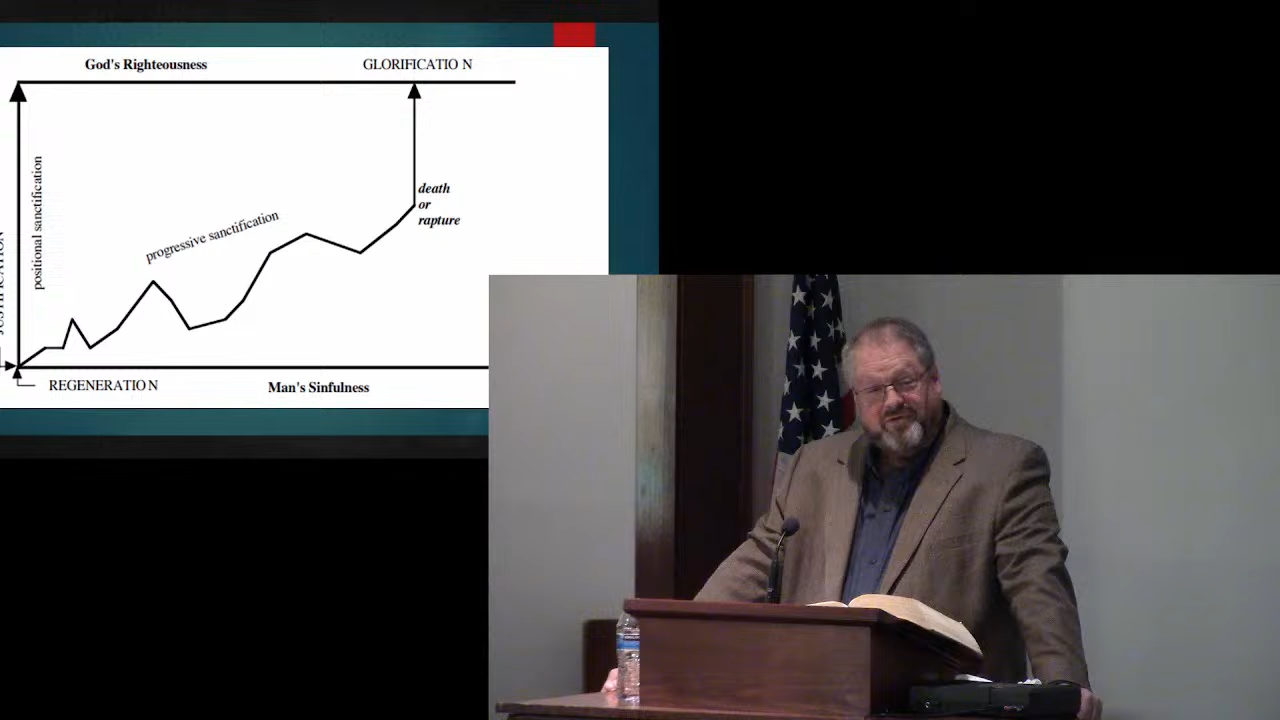 God's Righteousness
GLORIFICATIO N
positional sanctification
progressive sanctification
death
or
rapture
REGENERATIO N
Man's Sinfulness